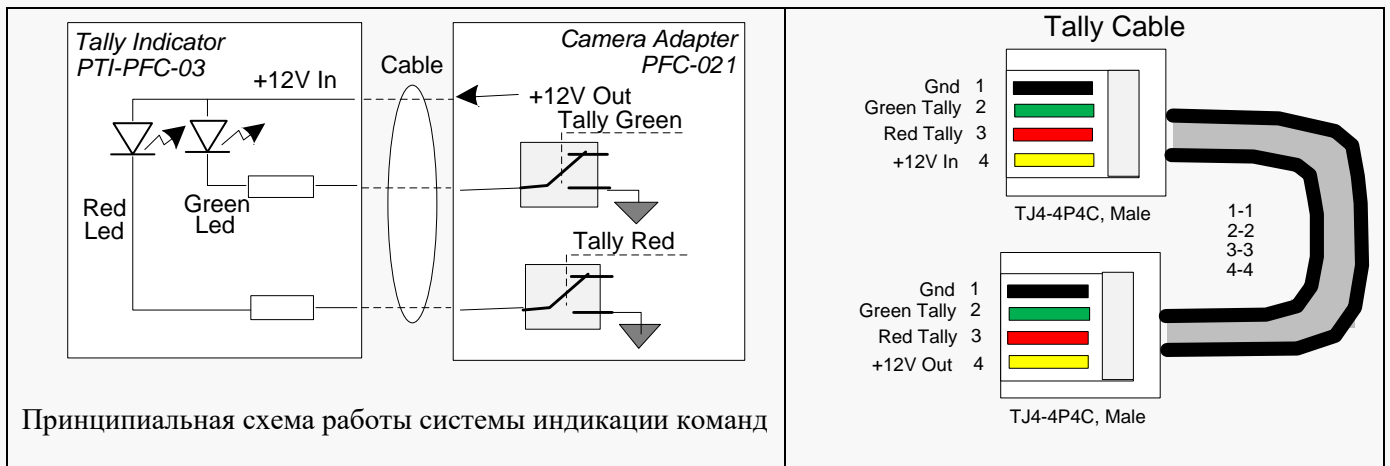 Tally Indicator
PTI-PFC-03
+12V In
Red
Led
Green
Led
Cable
Camera Adapter
PFC-021
+12V Out
Tally Green
Tally Red
Принципиальная схема работы системы индикации команд
Tally Cable
Gnd 1
Green Tally 2
Red Tally 3
+12V In 4
TJ4-4P4C, Male
1-1
2-2
3-3
4-4
Gnd 1
Green Tally 2
Red Tally 3
+12V Out 4
TJ4-4P4C, Male